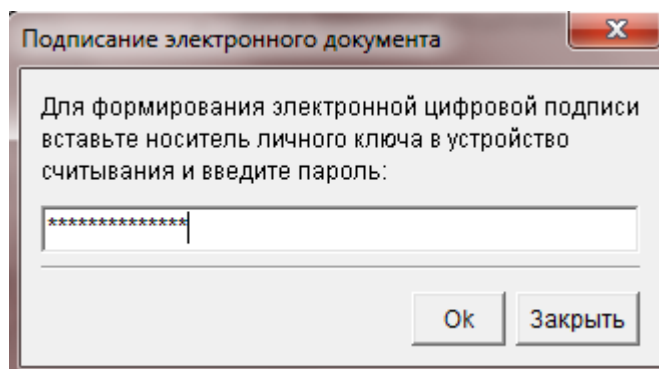 Подписание электронного документа
Для формирования электронной цифровой подписи
вставьте носитель личного ключа в устройство
считывания и введите пароль:
**************
Ok Закрыть